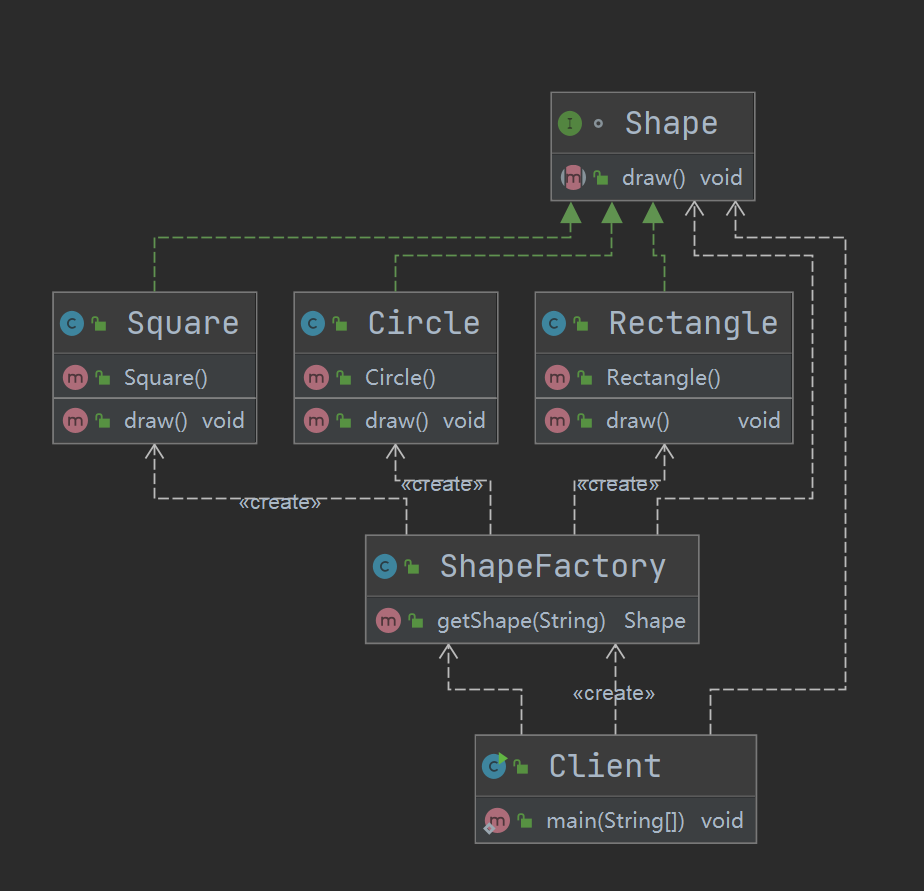 Shape
draw() void
Square
Square()
draw() void
Circle
Circle()
draw() void
Rectangle
Rectangle()
draw() void
«create»
«create»
«create»
ShapeFactory
getShape(String) Shape
«create»
Client
main(String[]) void